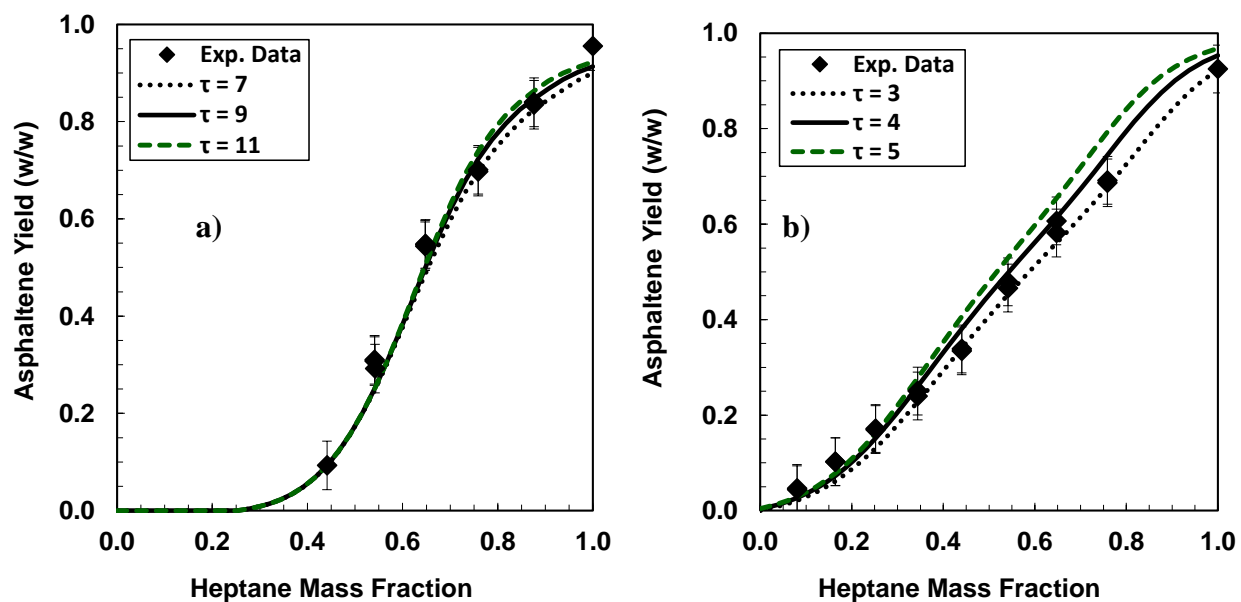 Asphaltene Yield (w/w)
1.0
0.8
0.6
0.4
0.2
0.0
Exp. Data
τ = 7
τ = 9
τ = 11
a)
0.0 0.2 0.4 0.6 0.8 1.0
Heptane Mass Fraction
Asphaltene Yield (w/w)
1.0
0.8
0.6
0.4
0.2
0.0
Exp. Data
τ = 3
τ = 4
τ = 5
b)
0.0 0.2 0.4 0.6 0.8 1.0
Heptane Mass Fraction